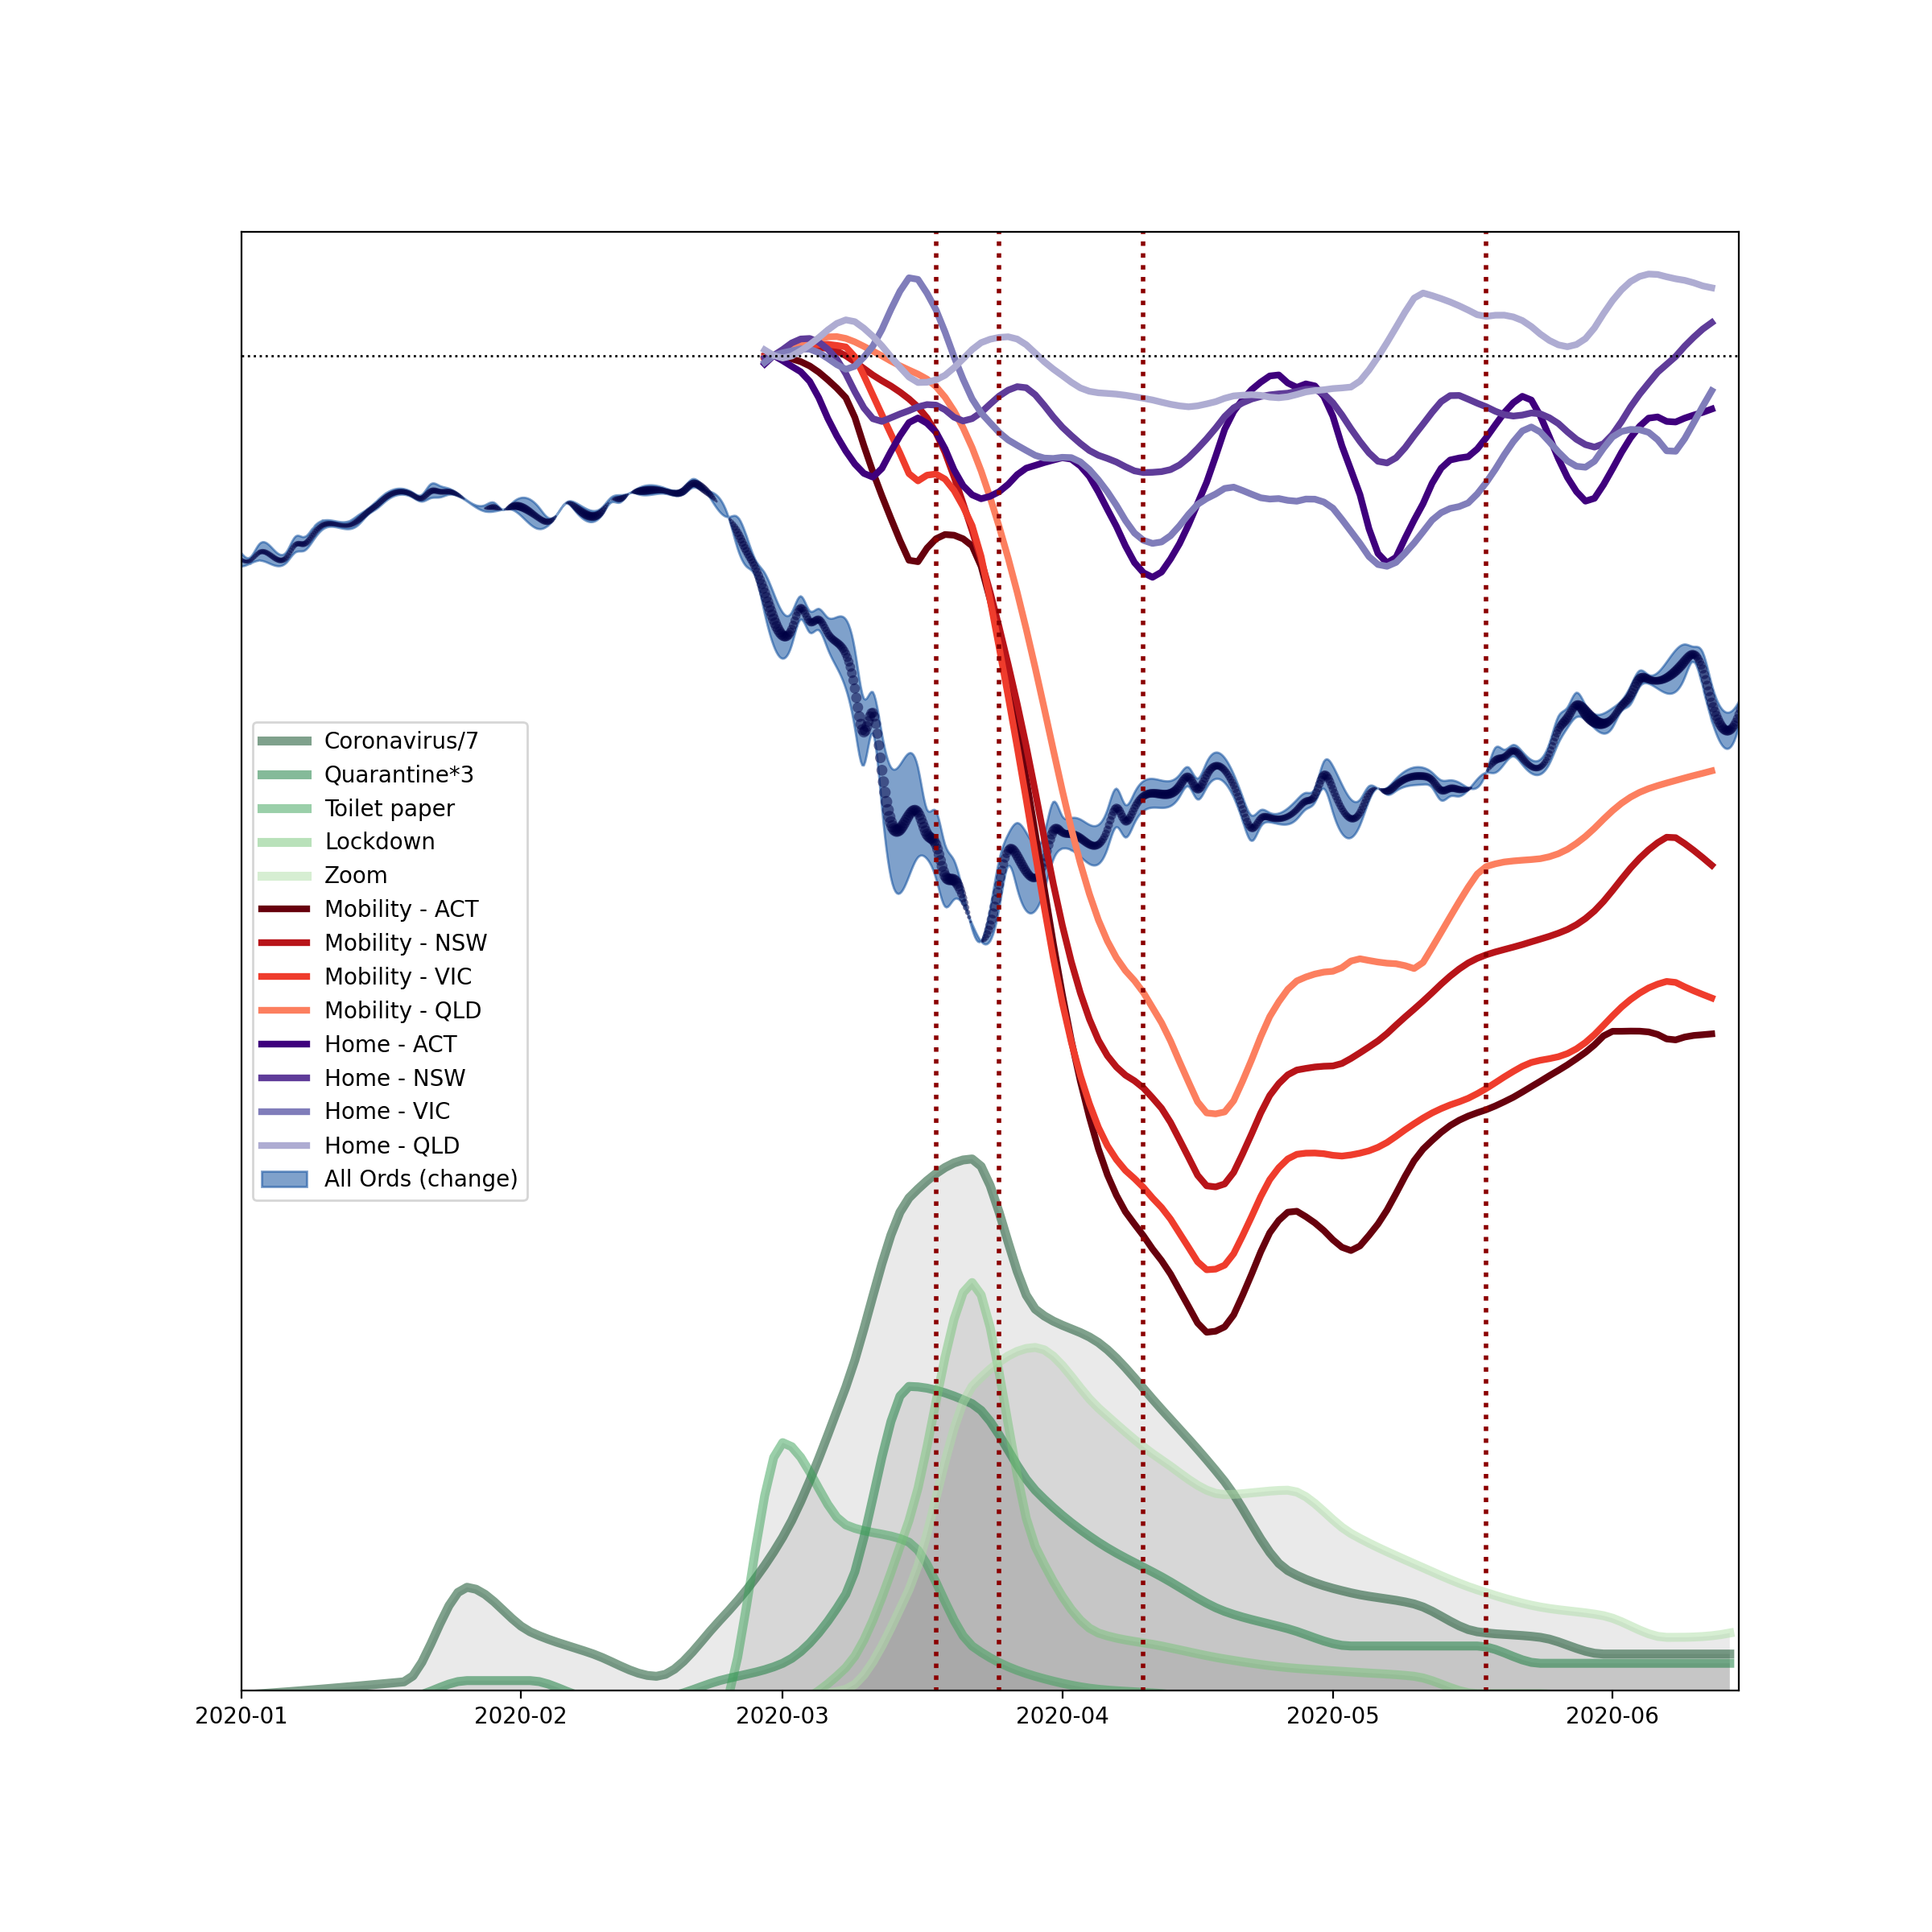 Coronavirus/7
Quarantine*3
Toilet paper
Lockdown
Zoom
Mobility - ACT
Mobility - NSW
Mobility - VIC
Mobility - QLD
Home - ACT
Home - NSW
Home - VIC
Home - QLD
All Ords (change)
2020-01 2020-02 2020-03 2020-04 2020-05 2020-06